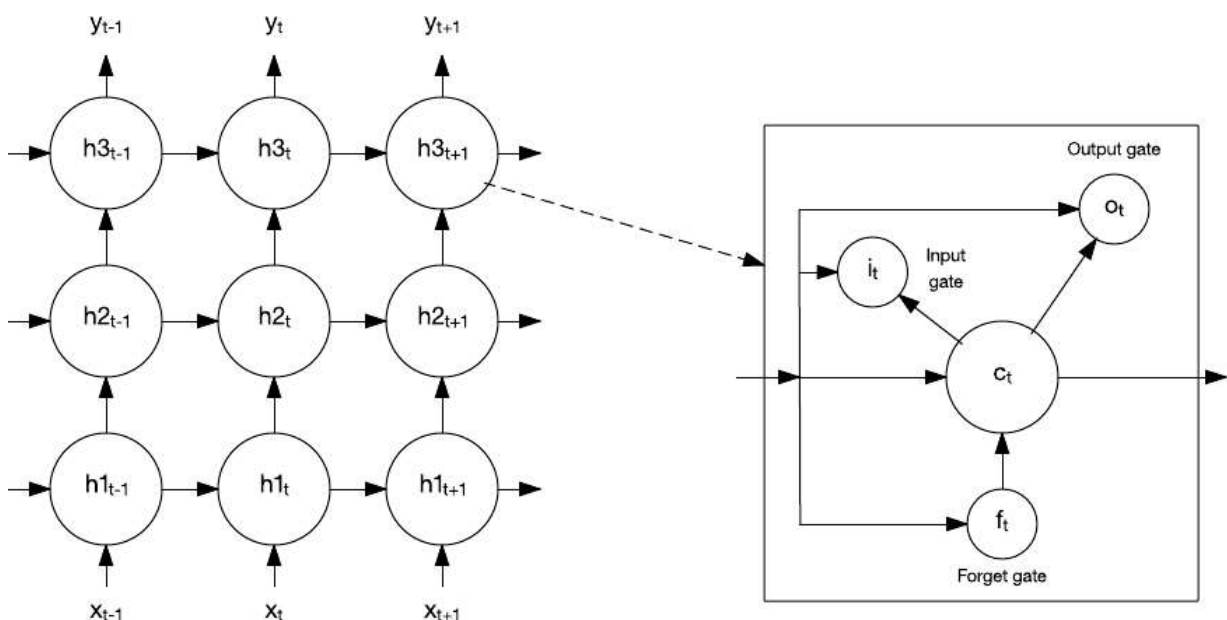 yₜ₋₁ yₜ yₜ₊₁
h3ₜ₋₁ h3ₜ h3ₜ₊₁
h2ₜ₋₁ h2ₜ h2ₜ₊₁
h1ₜ₋₁ h1ₜ h1ₜ₊₁
xₜ₋₁ xₜ xₜ₊₁
Output gate
oₜ
iₜ
Input
gate
cₜ
fₜ
Forget gate